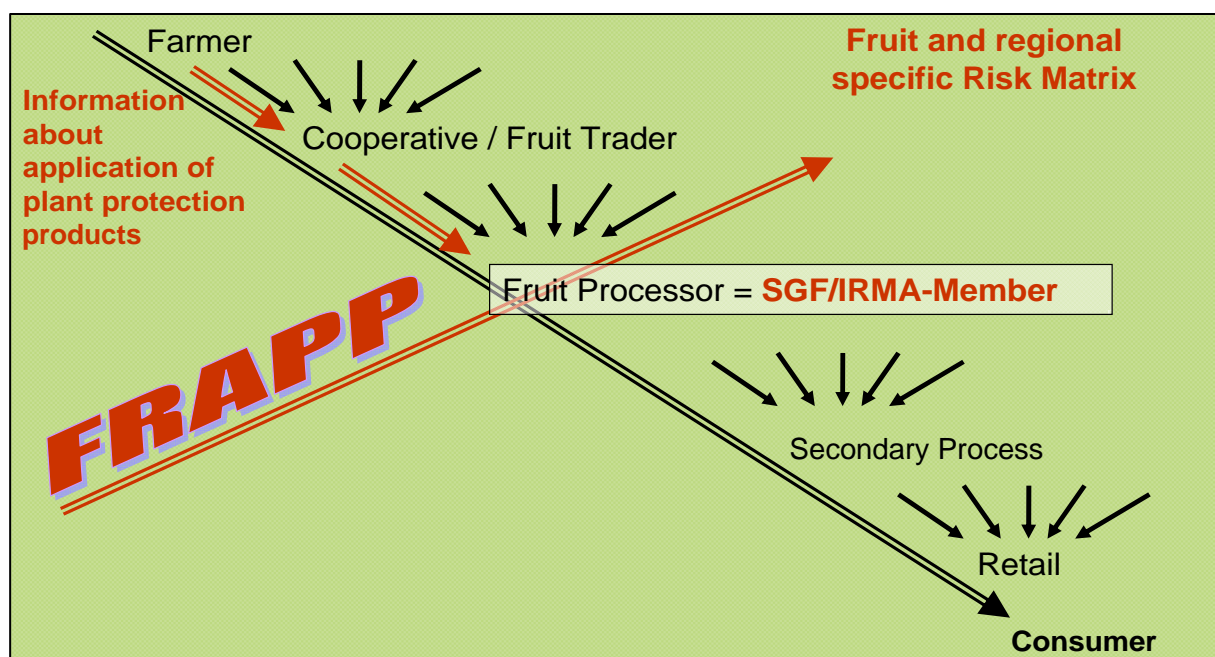 Farmer
Fruit and regional
specific Risk Matrix
Information
about
application of
plant protection
products
Cooperative / Fruit Trader
Fruit Processor = SGF/IRMA-Member
FRAPP
Secondary Process
Retail
Consumer